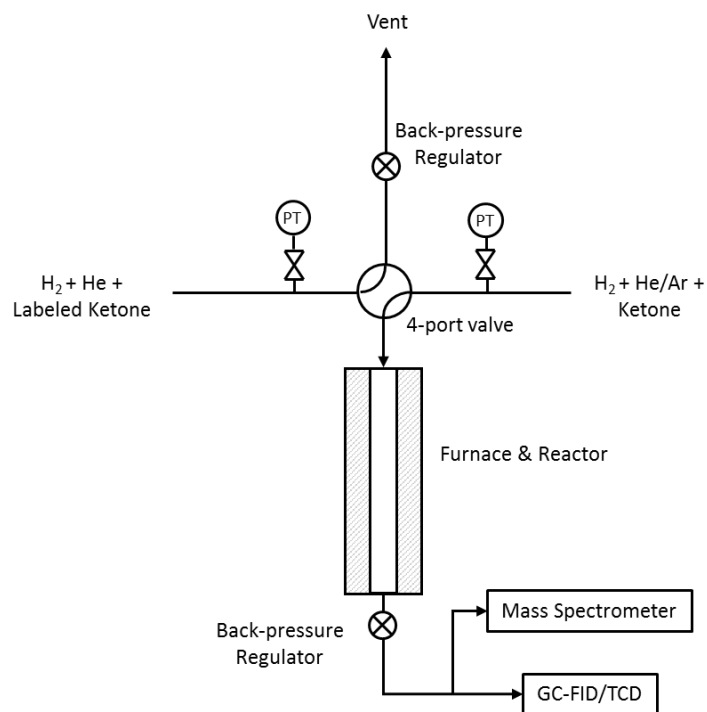 Vent
Back-pressure
Regulator
PT
PT
H₂ + He +
Labeled Ketone
H₂ + He/Ar +
Ketone
4-port valve
Furnace & Reactor
Back-pressure
Regulator
Mass Spectrometer
GC-FID/TCD